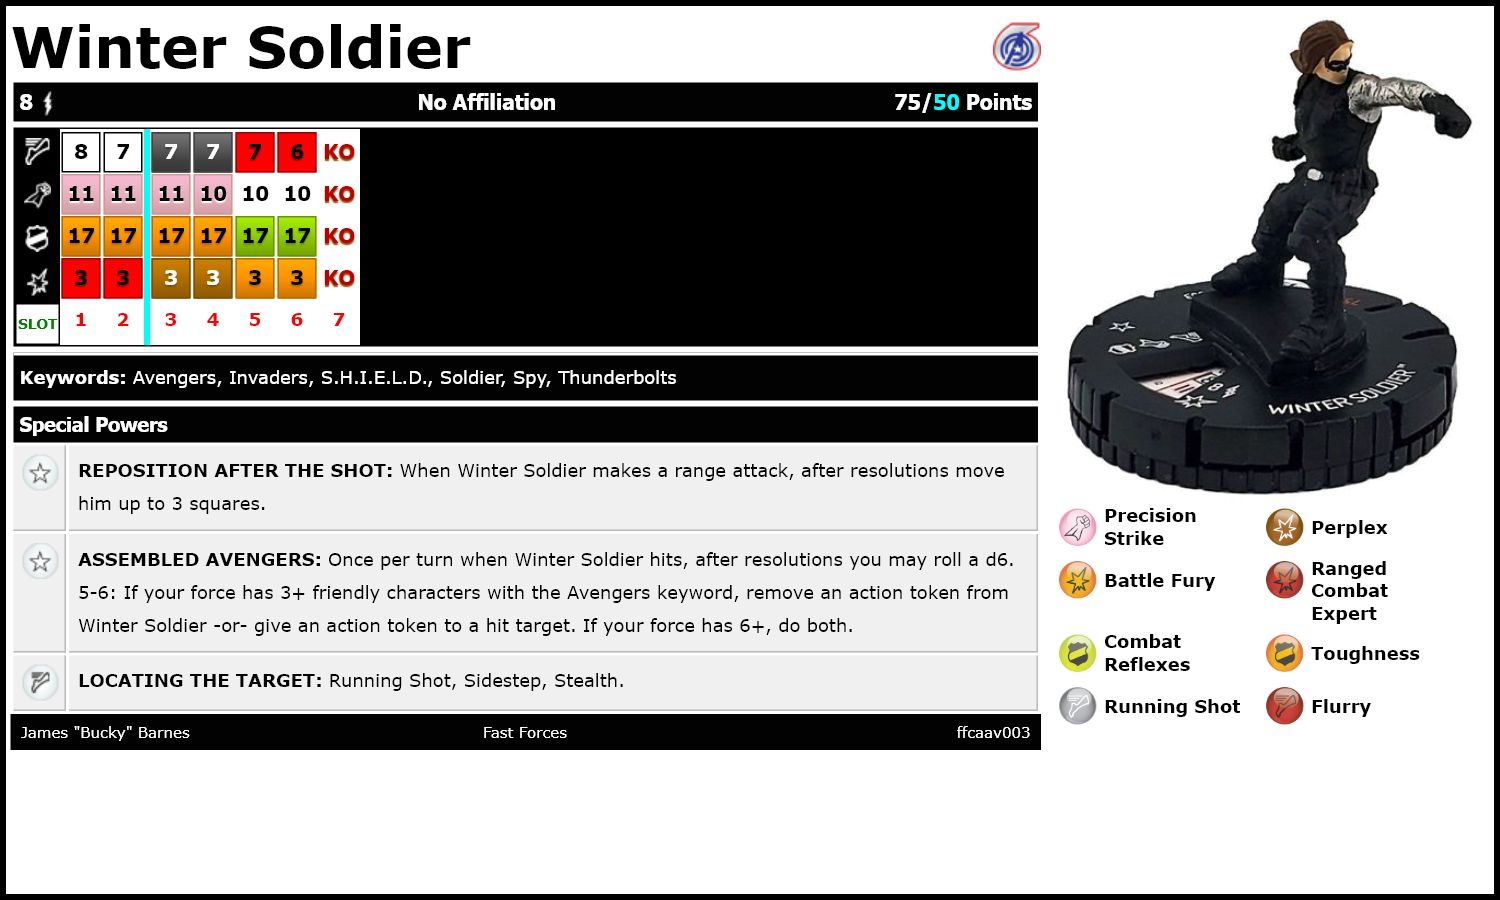 Winter Soldier
8 No Affiliation 75/50 Points
8 7 7 7 7 6 KO
11 11 11 10 10 10 KO
17 17 17 17 17 17 KO
3 3 3 3 3 3 KO
SLOT 1 2 3 4 5 6 7
Keywords: Avengers, Invaders, S.H.I.E.L.D., Soldier, Spy, Thunderbolts
Special Powers
REPOSITION AFTER THE SHOT: When Winter Soldier makes a range attack, after resolutions move
him up to 3 squares.
ASSEMBLED AVENGERS: Once per turn when Winter Soldier hits, after resolutions you may roll a d6.
5-6: If your force has 3+ friendly characters with the Avengers keyword, remove an action token from
Winter Soldier -or- give an action token to a hit target. If your force has 6+, do both.
LOCATING THE TARGET: Running Shot, Sidestep, Stealth.
James "Bucky" Barnes Fast Forces ffcaav003
WINTER SOLDIER™
75
Precision
Strike
Perplex
Battle Fury
Ranged
Combat
Expert
Combat
Reflexes
Toughness
Running Shot
Flurry